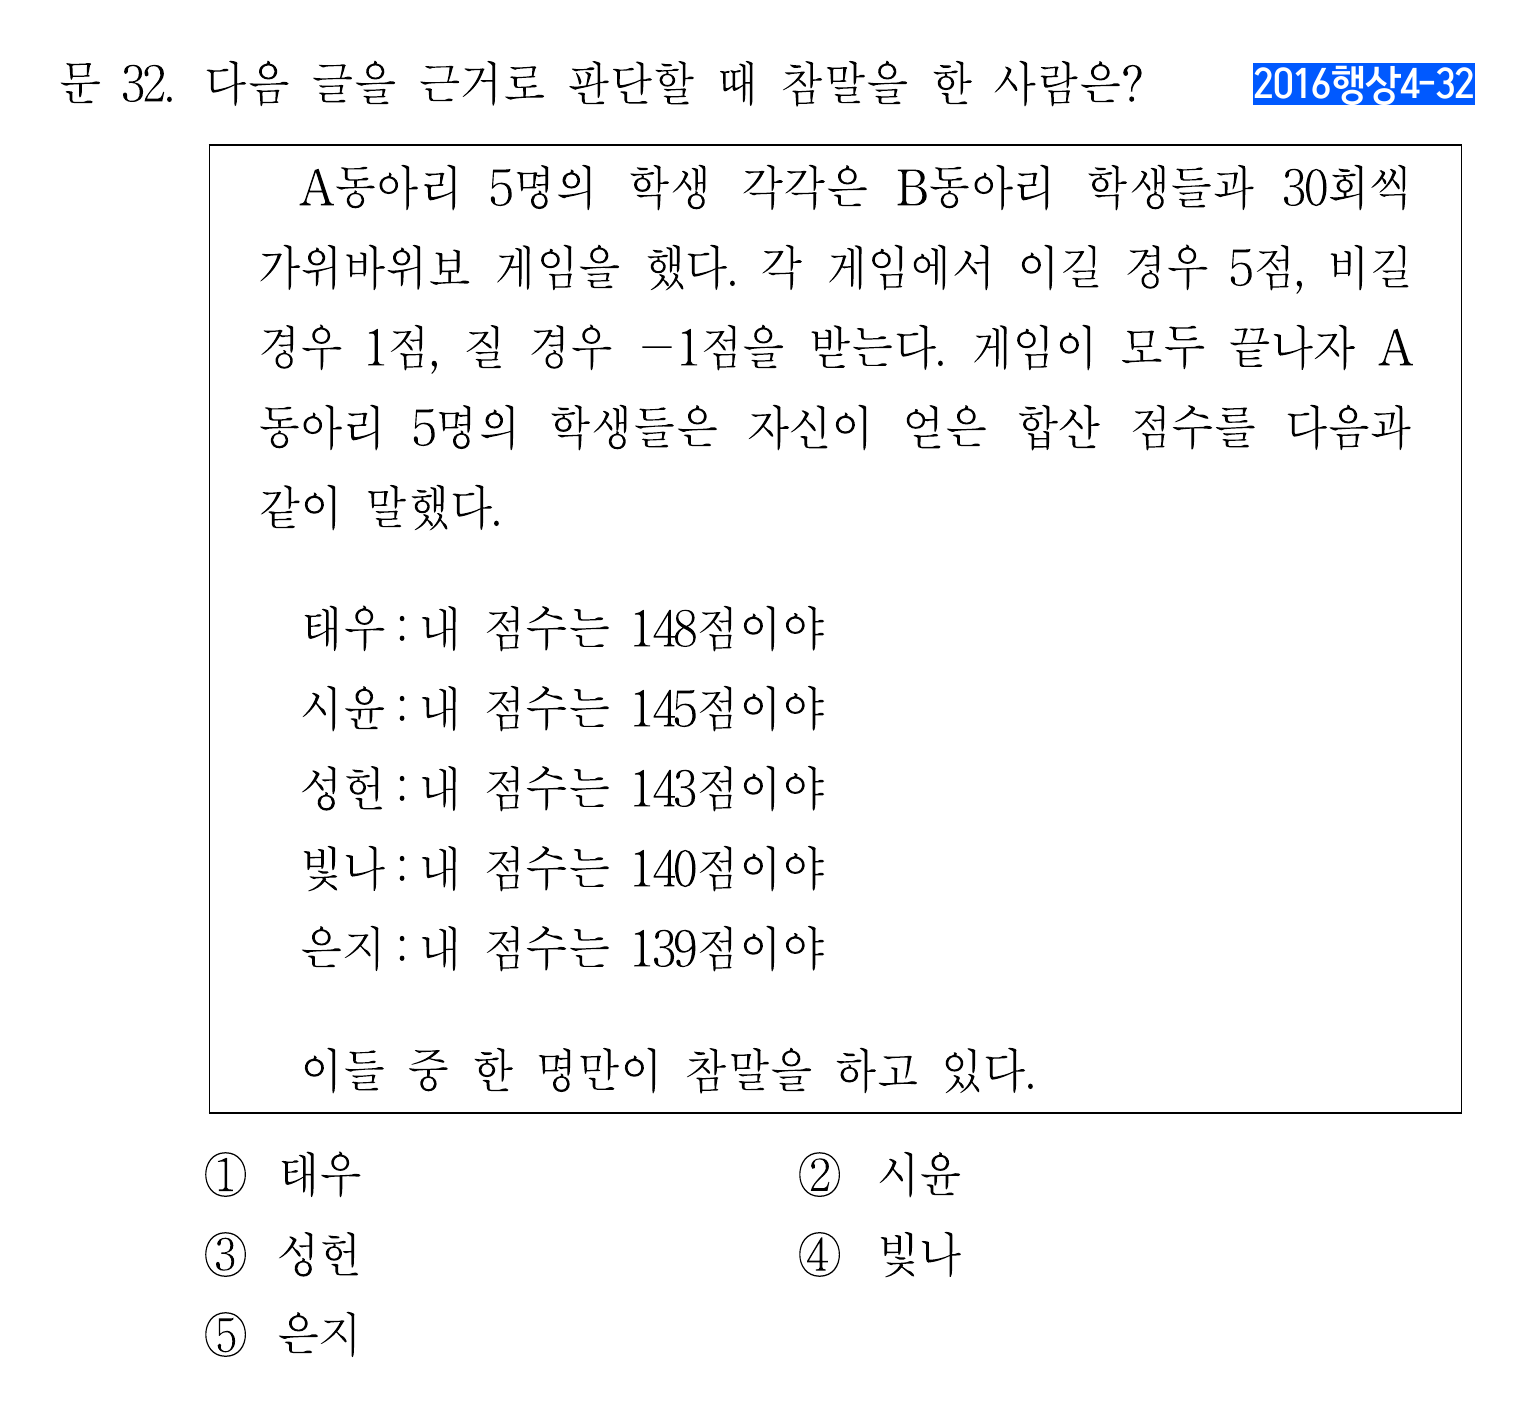 문 32. 다음 글을 근거로 판단할 때 참말을 한 사람은? 2016행상4-32
A동아리 5명의 학생 각각은 B동아리 학생들과 30회씩
가위바위보 게임을 했다. 각 게임에서 이길 경우 5점, 비길
경우 1점, 질 경우 −1점을 받는다. 게임이 모두 끝나자 A
동아리 5명의 학생들은 자신이 얻은 합산 점수를 다음과
같이 말했다.
태우 : 내 점수는 148점이야
시윤 : 내 점수는 145점이야
성헌 : 내 점수는 143점이야
빛나 : 내 점수는 140점이야
은지 : 내 점수는 139점이야
이들 중 한 명만이 참말을 하고 있다.
① 태우 ② 시윤
③ 성헌 ④ 빛나
⑤ 은지